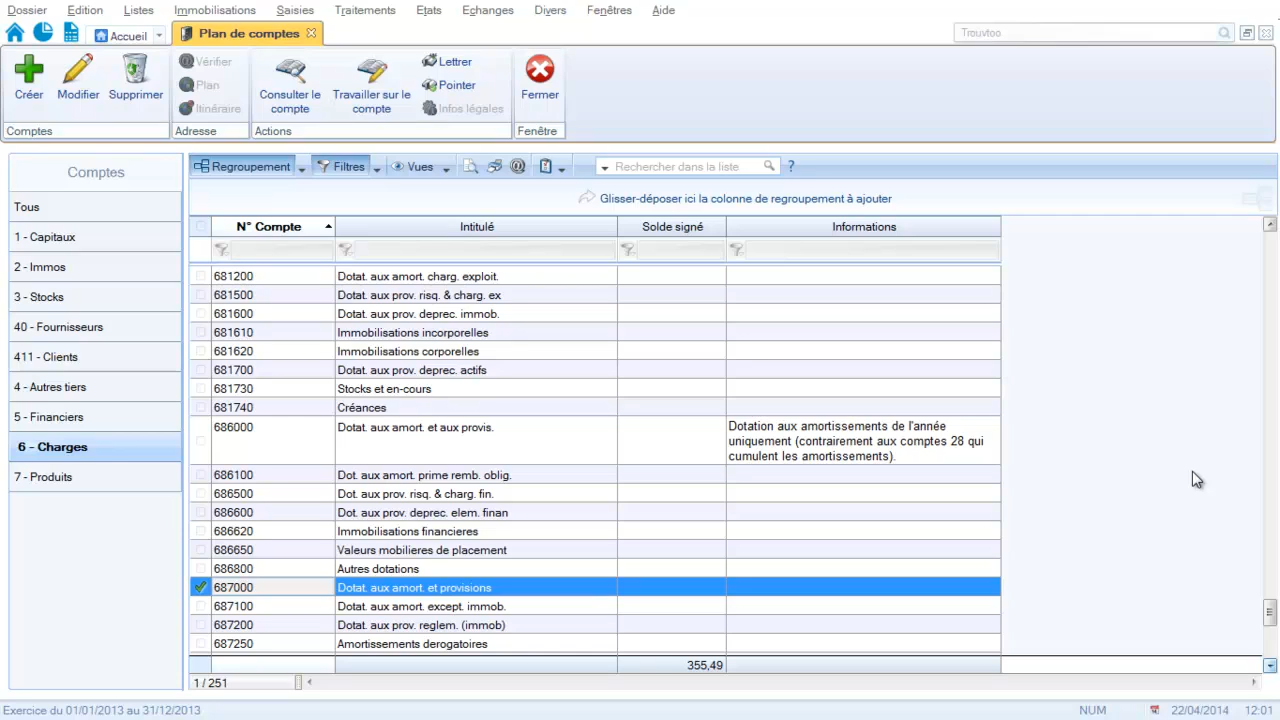 Dossier Edition Listes Immobilisations Saisies Traitements Etats Echanges Divers Fenêtres Aide
Accueil Plan de comptes Trouvtoo
Créer Modifier Supprimer
Comptes
Vérifier
Plan
Itinéraire
Adresse
Consulter le compte
Travailler sur le compte
Lettrer
Pointer
Infos légales
Actions
Fermer
Fenêtre
Comptes
Tous
1 - Capitaux
2 - Immos
3 - Stocks
40 - Fournisseurs
411 - Clients
4 - Autres tiers
5 - Financiers
6 - Charges
7 - Produits
Regroupement Filtres Vues Rechercher dans la liste ?
Glisser-déposer ici la colonne de regroupement à ajouter
N° Compte Intitulé Solde signé Informations
681200 Dotat. aux amort. charg. exploit.
681500 Dotat. aux prov. risq. & charg. ex
681600 Dotat. aux prov. deprec. immob.
681610 Immobilisations incorporelles
681620 Immobilisations corporelles
681700 Dotat. aux prov. deprec. actifs
681730 Stocks et en-cours
681740 Créances
686000 Dotat. aux amort. et aux provis. Dotation aux amortissements de l'année
uniquement (contrairement aux comptes 28 qui
cumulent les amortissements).
686100 Dot. aux amort. prime remb. oblig.
686500 Dot. aux prov. risq. & charg. fin.
686600 Dot. aux prov. deprec. elem. finan
686620 Immobilisations financieres
686650 Valeurs mobilieres de placement
686800 Autres dotations
687000 Dotat. aux amort. et provisions
687100 Dotat. aux amort. except. immob.
687200 Dotat. aux prov. reglem. (immob)
687250 Amortissements derogatoires
355,49
1 / 251
Exercice du 01/01/2013 au 31/12/2013 NUM 22/04/2014 12:01